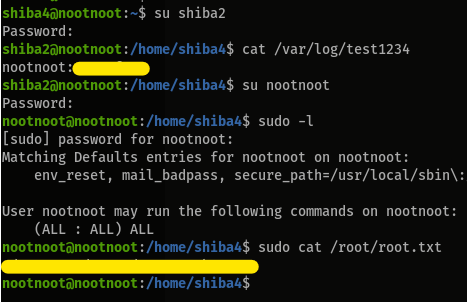 shiba4@nootnoot:~$ su shiba2
Password:
shiba2@nootnoot:/home/shiba4$ cat /var/log/test1234
nootnoot:
shiba2@nootnoot:/home/shiba4$ su nootnoot
Password:
nootnoot@nootnoot:/home/shiba4$ sudo -l
[sudo] password for nootnoot:
Matching Defaults entries for nootnoot on nootnoot:
    env_reset, mail_badpass, secure_path=/usr/local/sbin\:
User nootnoot may run the following commands on nootnoot:
    (ALL : ALL) ALL
nootnoot@nootnoot:/home/shiba4$ sudo cat /root/root.txt
nootnoot@nootnoot:/home/shiba4$